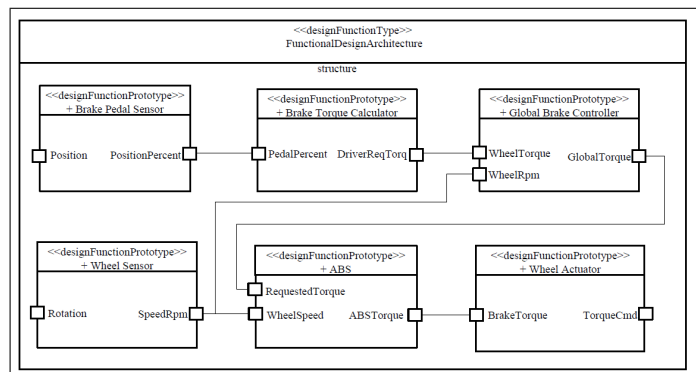 <<designFunctionType>>
FunctionalDesignArchitecture
structure
<<designFunctionPrototype>>
+ Brake Pedal Sensor
Position
PositionPercent
<<designFunctionPrototype>>
+ Brake Torque Calculator
PedalPercent
DriverReqTorq
<<designFunctionPrototype>>
+ Global Brake Controller
WheelTorque
WheelRpm
GlobalTorque
<<designFunctionPrototype>>
+ Wheel Sensor
Rotation
SpeedRpm
<<designFunctionPrototype>>
+ ABS
RequestedTorque
WheelSpeed
ABSTorque
<<designFunctionPrototype>>
+ Wheel Actuator
BrakeTorque
TorqueCmd